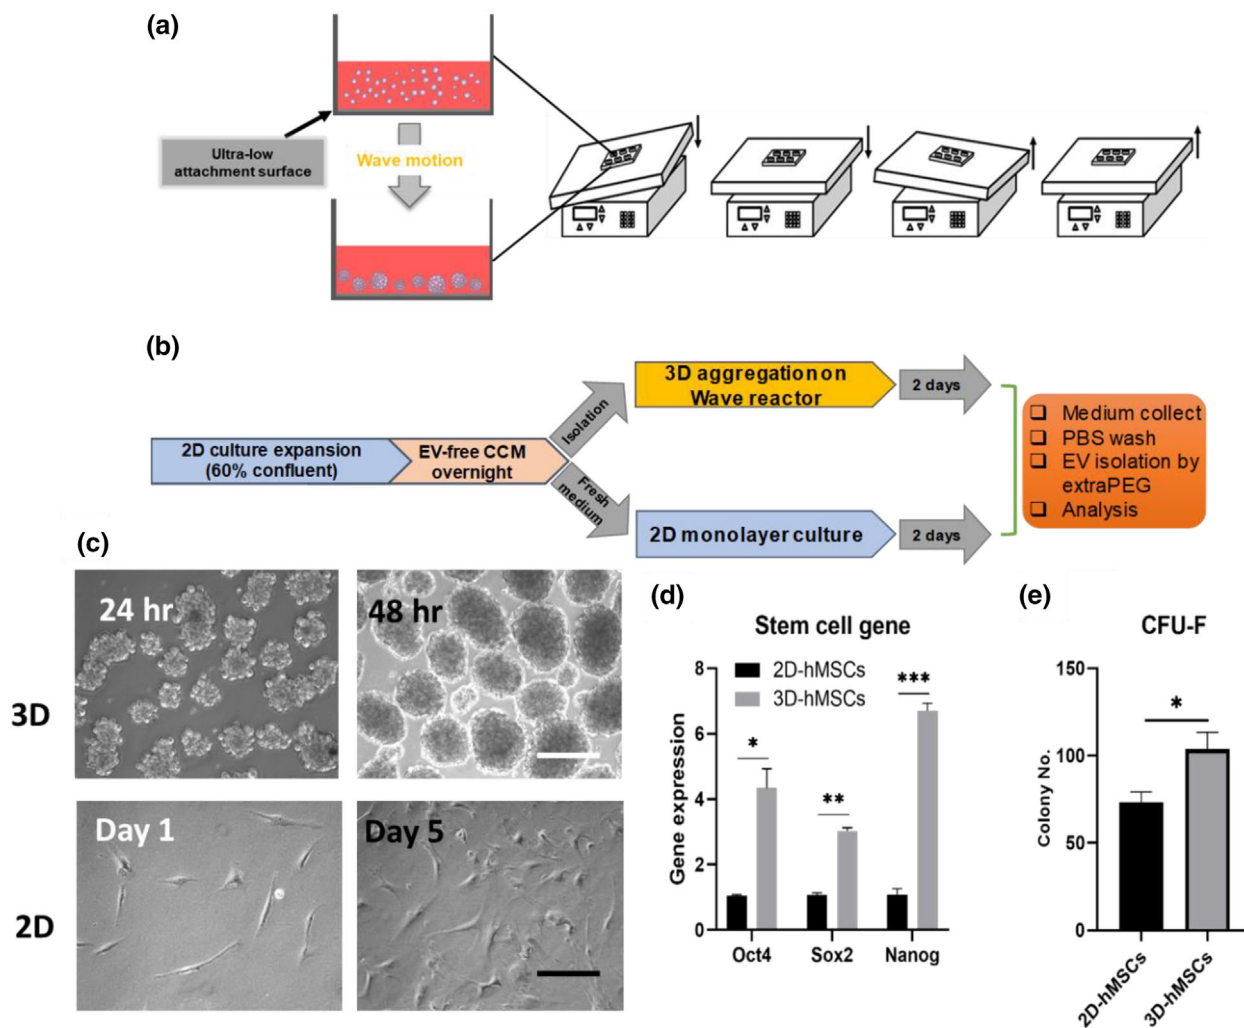 (a)
Ultra-low
attachment surface
Wave motion
(b)
2D culture expansion
(60% confluent)
EV-free CCM
overnight
Isolation
Fresh
medium
3D aggregation on
Wave reactor
2 days
2D monolayer culture
2 days
Medium collect
PBS wash
EV isolation by
extraPEG
Analysis
(c)
3D
24 hr
48 hr
2D
Day 1
Day 5
(d)
Stem cell gene
2D-hMSCs
3D-hMSCs
Gene expression
8
6
4
2
0
*
**
***
Oct4
Sox2
Nanog
(e)
CFU-F
Colony No.
150
100
50
0
*
2D-hMSCs
3D-hMSCs